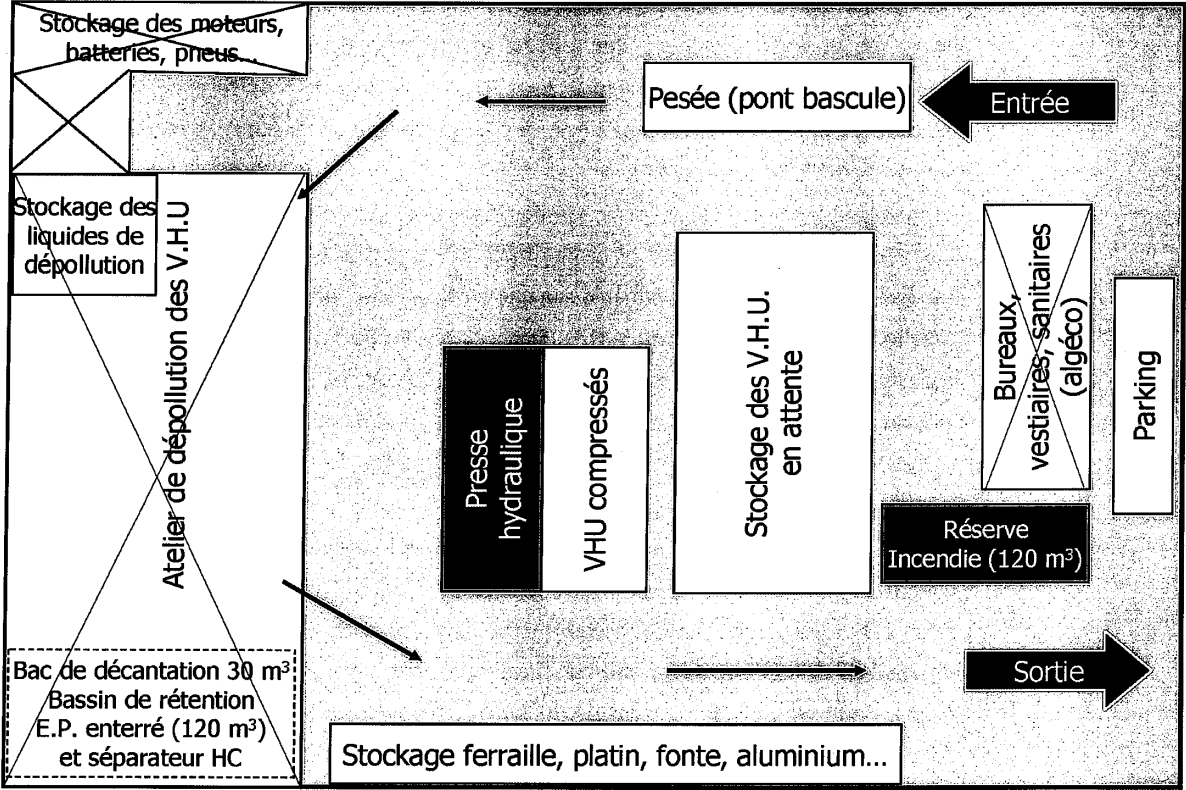 Stockage des moteurs,
batteries, pneus...
Pesée (pont bascule)
Entrée
Stockage des
liquides de
dépollution
Atelier de dépollution des V.H.U
Presse
hydraulique
VHU compressés
Stockage des V.H.U.
en attente
Bureaux,
vestiaires, sanitaires
(algéco)
Parking
Réserve
Incendie (120 m³)
Bac de décantation 30 m³
Bassin de rétention
E.P. enterré (120 m³)
et séparateur HC
Sortie
Stockage ferraille, platin, fonte, aluminium...